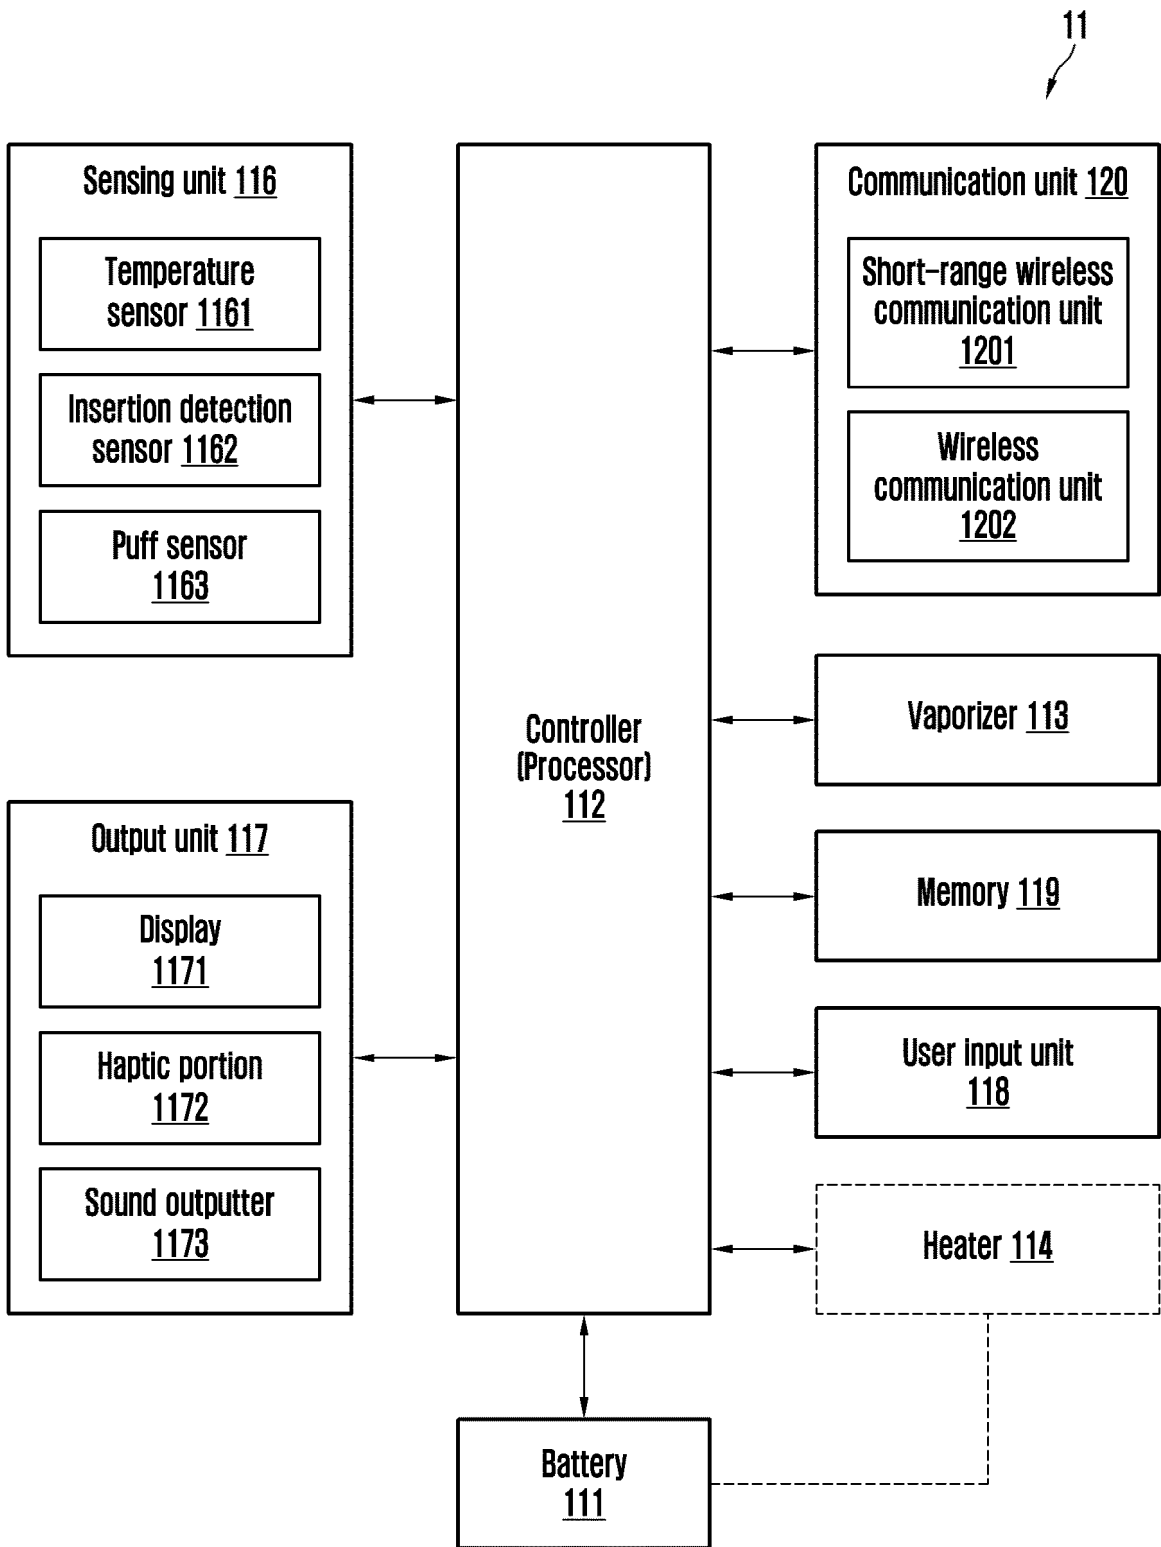 11
Sensing unit 116
Temperature
sensor 1161
Insertion detection
sensor 1162
Puff sensor
1163
Output unit 117
Display
1171
Haptic portion
1172
Sound outputter
1173
Controller
(Processor)
112
Battery
111
Communication unit 120
Short-range wireless
communication unit
1201
Wireless
communication unit
1202
Vaporizer 113
Memory 119
User input unit
118
Heater 114